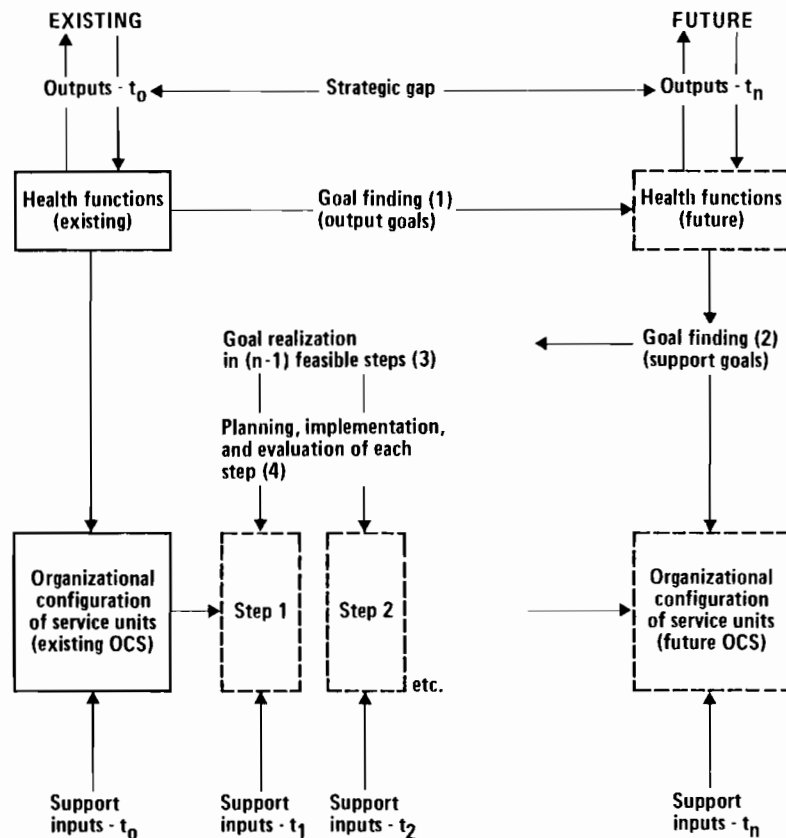 EXISTING
FUTURE
Outputs - t₀
Strategic gap
Outputs - tₙ
Health functions
(existing)
Goal finding (1)
(output goals)
Health functions
(future)
Goal realization
in (n-1) feasible steps (3)
Goal finding (2)
(support goals)
Planning, implementation,
and evaluation of each
step (4)
Organizational
configuration
of service units
(existing OCS)
Step 1
Step 2
etc.
Organizational
configuration
of service units
(future OCS)
Support
inputs - t₀
Support
inputs - t₁
Support
inputs - t₂
Support
inputs - tₙ